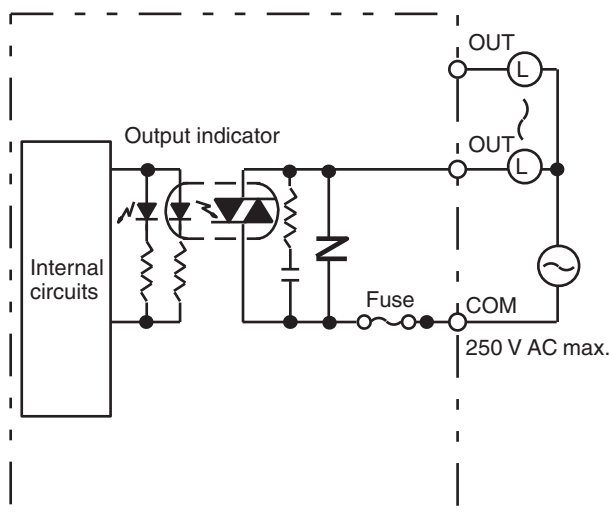 OUT
L
Output indicator
OUT
L
Internal
circuits
Fuse
COM
250 V AC max.